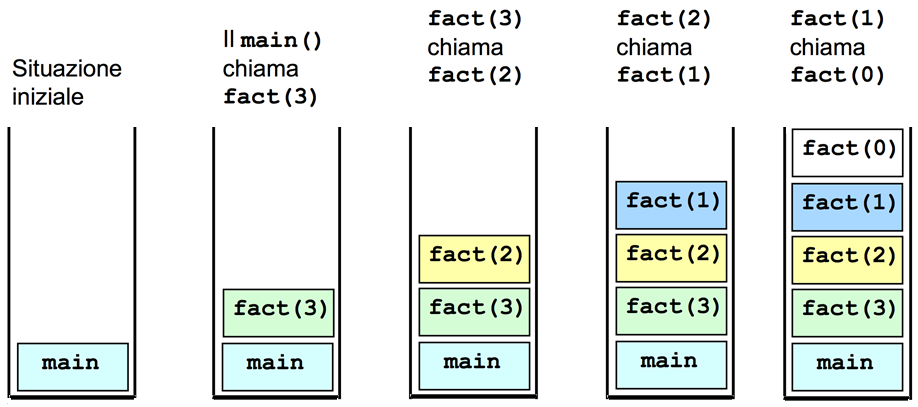 Situazione
iniziale
Il main()
chiama
fact(3)
fact(3)
chiama
fact(2)
fact(2)
chiama
fact(1)
fact(1)
chiama
fact(0)
main
fact(3)
main
fact(2)
fact(3)
main
fact(1)
fact(2)
fact(3)
main
fact(0)
fact(1)
fact(2)
fact(3)
main